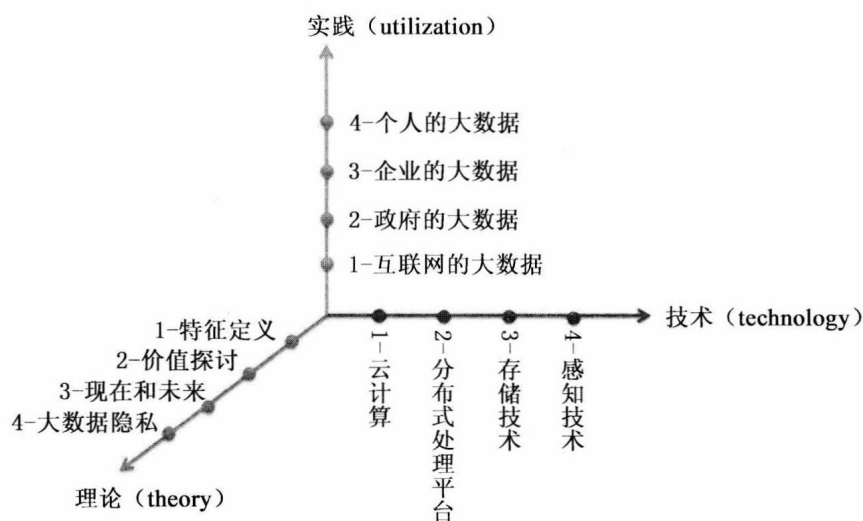 实践（utilization）
4-个人的大数据
3-企业的大数据
2-政府的大数据
1-互联网的大数据
技术（technology）
1-云计算
2-分布式处理平台
3-存储技术
4-感知技术
1-特征定义
2-价值探讨
3-现在和未来
4-大数据隐私
理论（theory）